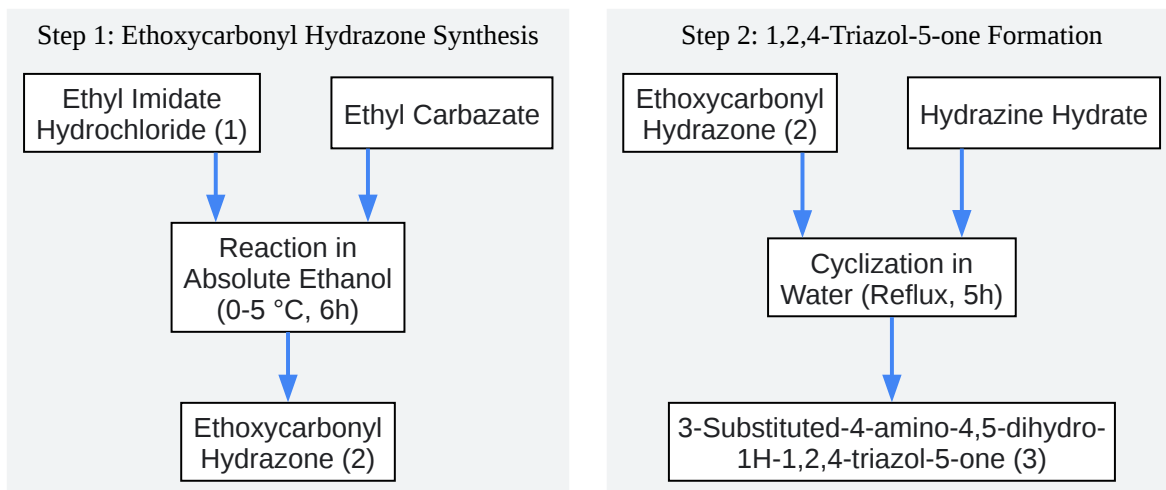 Step 1: Ethoxycarbonyl Hydrazone Synthesis
Ethyl Imidate
Hydrochloride (1)
Ethyl Carbazate
Reaction in
Absolute Ethanol
(0-5 °C, 6h)
Ethoxycarbonyl
Hydrazone (2)
Step 2: 1,2,4-Triazol-5-one Formation
Ethoxycarbonyl
Hydrazone (2)
Hydrazine Hydrate
Cyclization in
Water (Reflux, 5h)
3-Substituted-4-amino-4,5-dihydro-
1H-1,2,4-triazol-5-one (3)